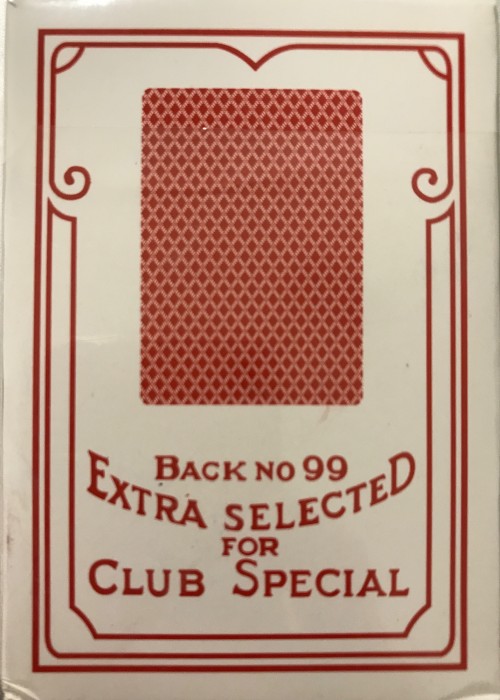 BACK NO 99
EXTRA SELECTED
FOR
CLUB SPECIAL